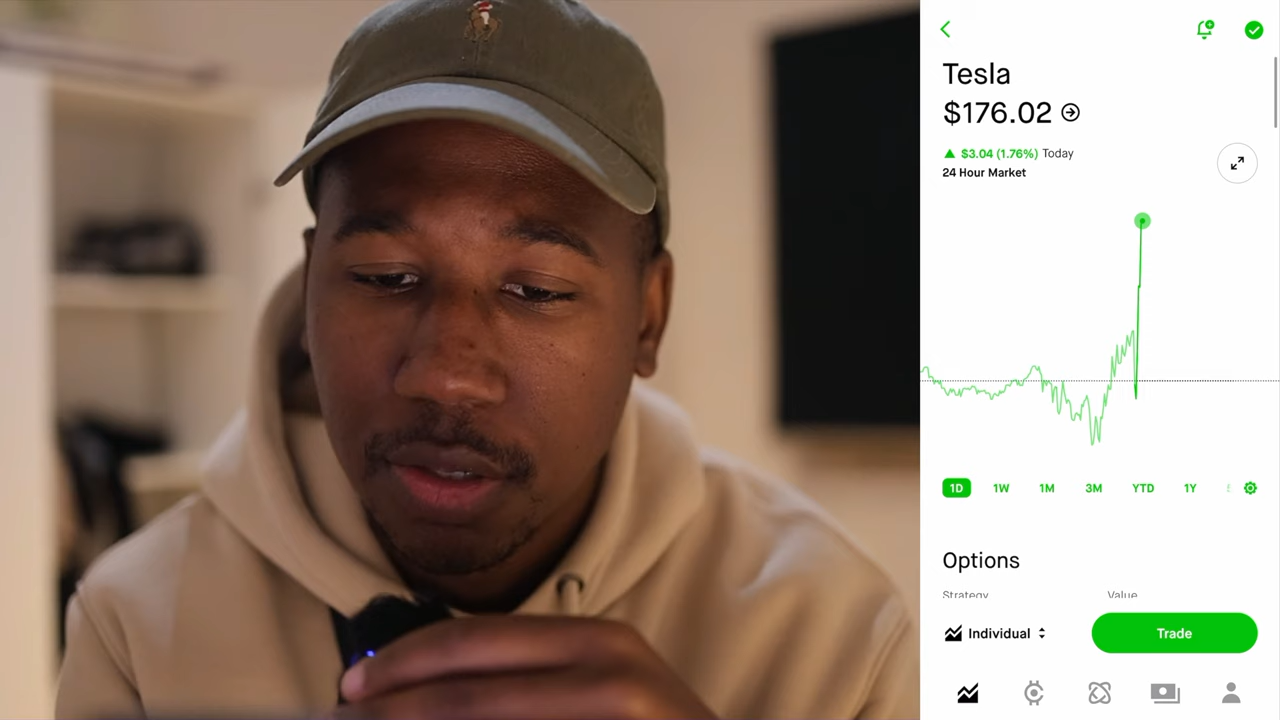 Tesla
$176.02
$3.04 (1.76%) Today
24 Hour Market
1D 1W 1M 3M YTD 1Y
Options
Strategy Value
Individual Trade